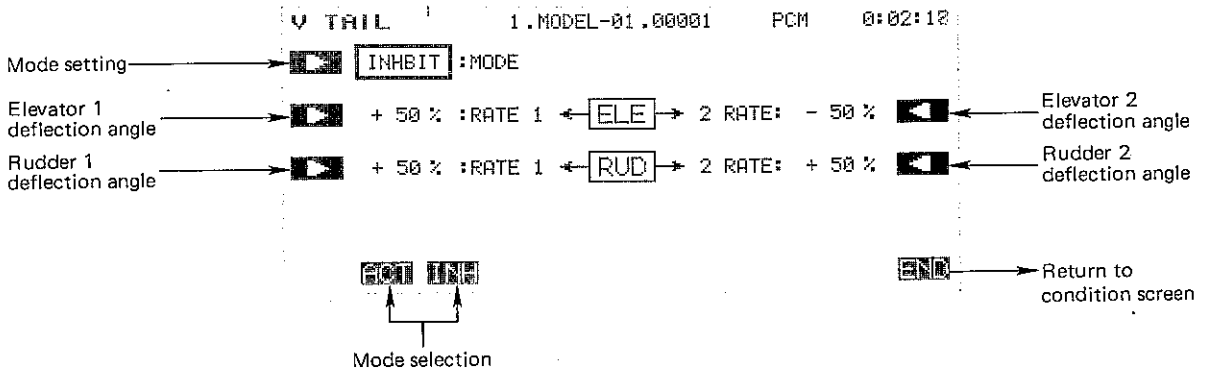 V TAIL 1.MODEL-01.00001 PCM 0:02:18
Mode setting INHBIT :MODE
Elevator 1 deflection angle + 50 % :RATE 1 ELE 2 RATE: - 50 % Elevator 2 deflection angle
Rudder 1 deflection angle + 50 % :RATE 1 RUD 2 RATE: + 50 % Rudder 2 deflection angle
ACT INH END Return to condition screen
Mode selection